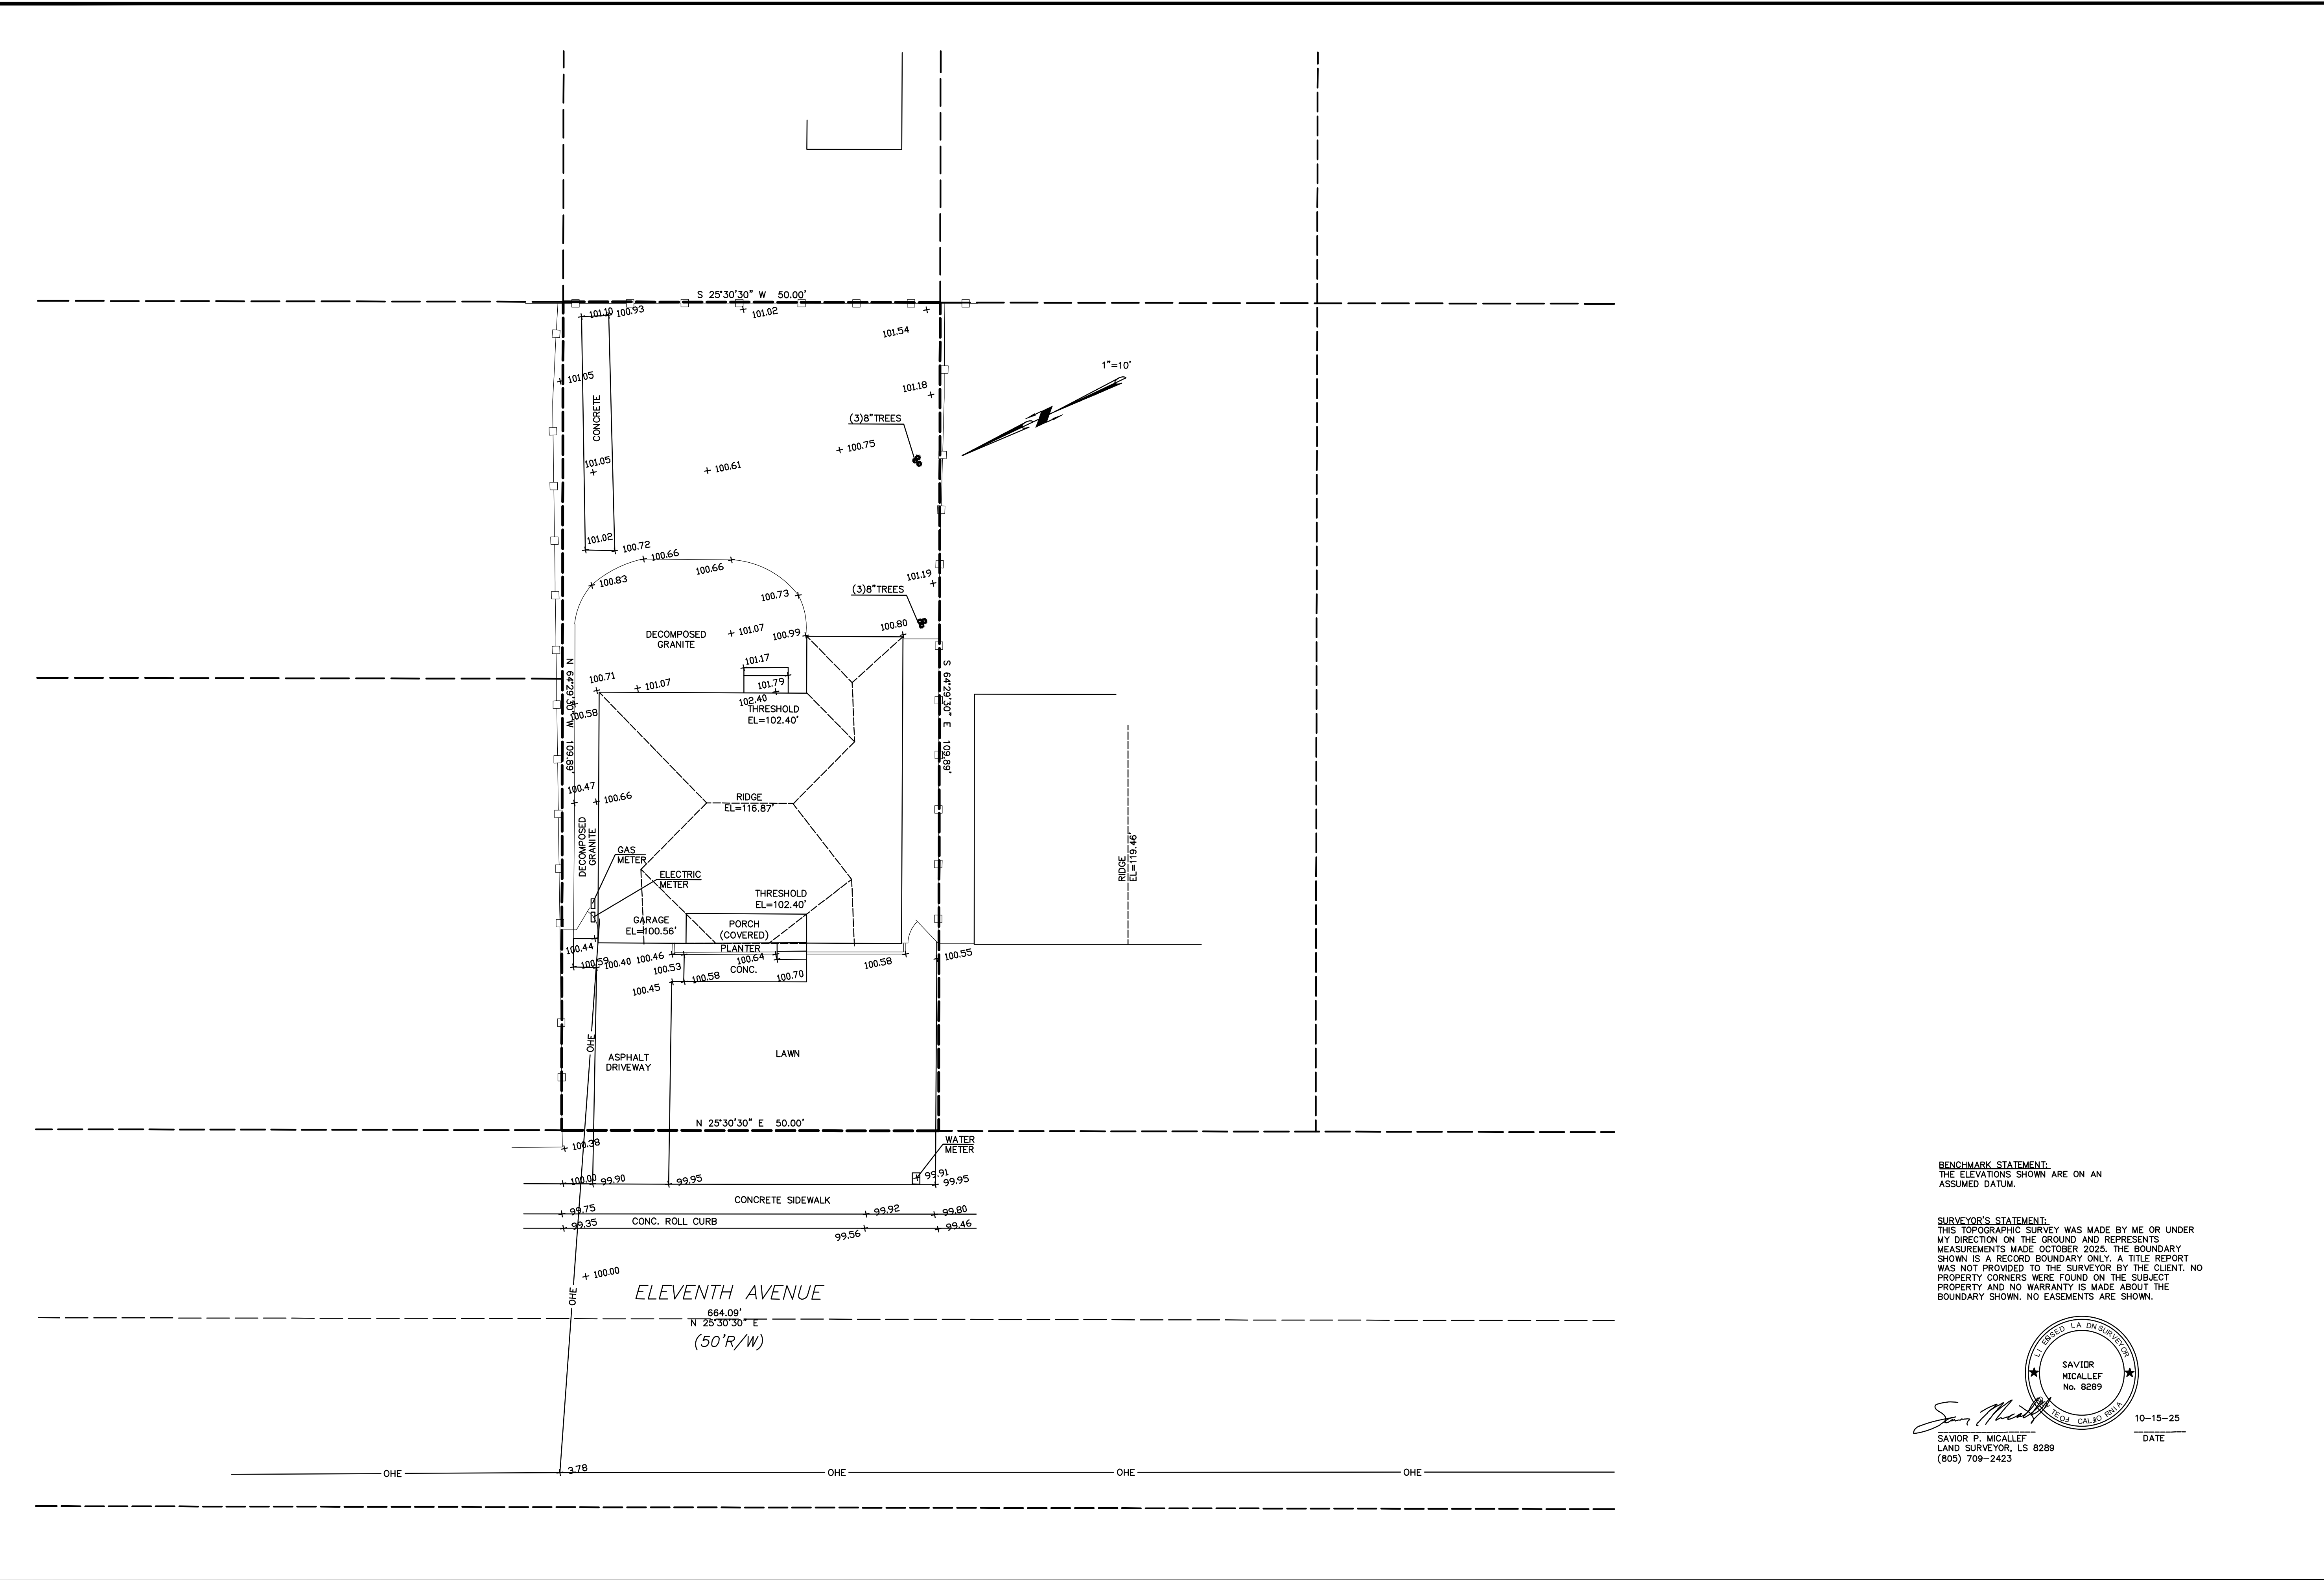 S 25°30'30" W 50.00'
101.10
100.93
101.02
101.54
101.05
101.18
1"=10'
CONCRETE
(3)8"TREES
101.05
100.61
100.75
101.02
100.72
100.66
100.66
101.19
100.83
100.73
(3)8"TREES
DECOMPOSED
GRANITE
101.07
100.99
100.80
101.17
100.71
101.07
101.79
102.40
THRESHOLD
EL=102.40'
100.58
N 64°29'30" W 109.89'
S 64°29'30" E 109.89'
100.47
100.66
RIDGE
EL=116.87'
DECOMPOSED
GRANITE
GAS
METER
ELECTRIC
METER
RIDGE
EL=119.46'
THRESHOLD
EL=102.40'
GARAGE
EL=100.56'
PORCH
(COVERED)
PLANTER
100.44
100.59
100.40
100.46
100.53
100.64
CONC.
100.58
100.55
100.45
100.58
100.70
OHE
ASPHALT
DRIVEWAY
LAWN
N 25°30'30" E 50.00'
100.38
WATER
METER
100.00
99.90
99.95
99.91
99.95
CONCRETE SIDEWALK
99.75
99.92
99.80
99.35
CONC. ROLL CURB
99.56
99.46
100.00
OHE
ELEVENTH AVENUE
664.09'
N 25°30'30" E
(50'R/W)
OHE
3.78
OHE
OHE
OHE
BENCHMARK STATEMENT:
THE ELEVATIONS SHOWN ARE ON AN
ASSUMED DATUM.
SURVEYOR'S STATEMENT:
THIS TOPOGRAPHIC SURVEY WAS MADE BY ME OR UNDER
MY DIRECTION ON THE GROUND AND REPRESENTS
MEASUREMENTS MADE OCTOBER 2025. THE BOUNDARY
SHOWN IS A RECORD BOUNDARY ONLY. A TITLE REPORT
WAS NOT PROVIDED TO THE SURVEYOR BY THE CLIENT. NO
PROPERTY CORNERS WERE FOUND ON THE SUBJECT
PROPERTY AND NO WARRANTY IS MADE ABOUT THE
BOUNDARY SHOWN. NO EASEMENTS ARE SHOWN.
SAVIOR
MICALLEF
No. 8289
10-15-25
SAVIOR P. MICALLEF
DATE
LAND SURVEYOR, LS 8289
(805) 709-2423